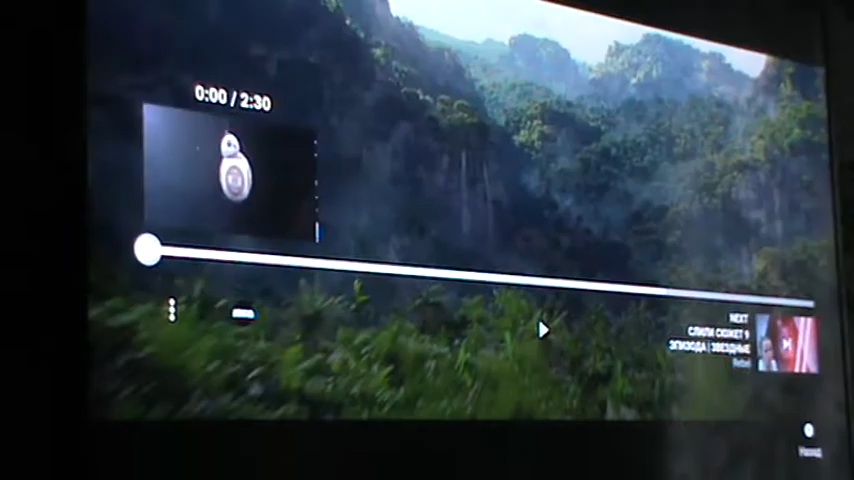 0:00 / 2:30
NEXT
СЛИЛИ СЮЖЕТ 9
ЭПИЗОДА | ЗВЕЗДНЫЕ
Rebel
Назад